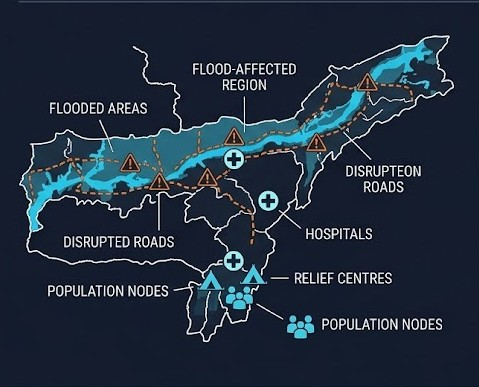 FLOOD-AFFECTED
REGION
FLOODED AREAS
DISRUPTEON
ROADS
DISRUPTED ROADS
HOSPITALS
RELIEF CENTRES
POPULATION NODES
POPULATION NODES